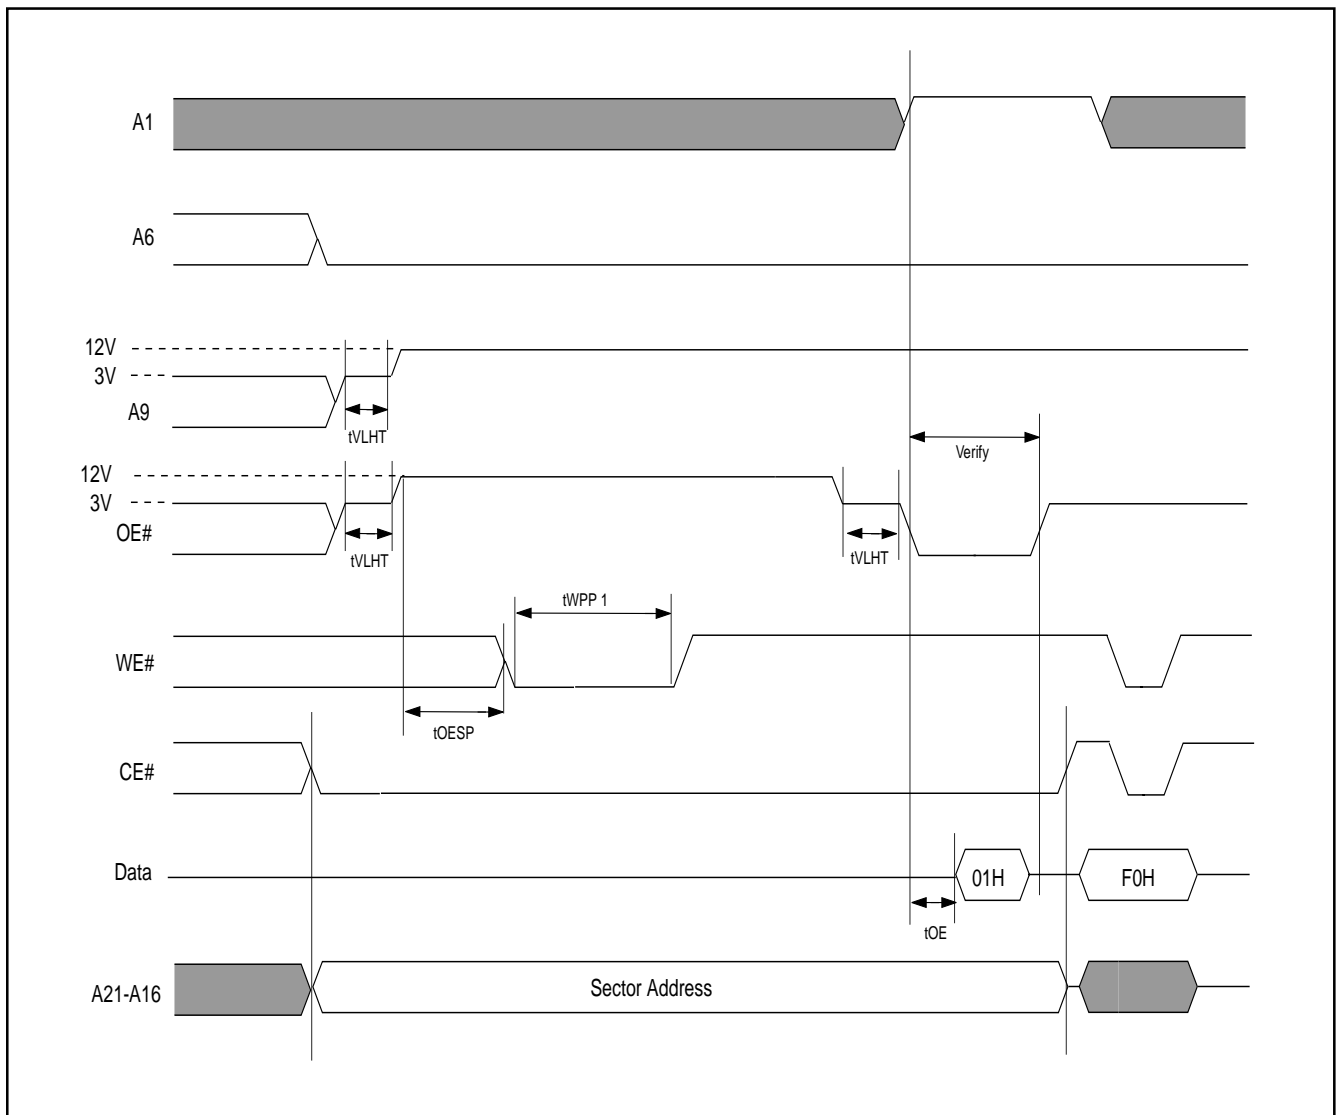 A1
A6
12V
3V
A9
tVLHT
Verify
12V
3V
OE#
tVLHT
tVLHT
tWPP 1
WE#
tOESP
CE#
Data
01H
F0H
tOE
A21-A16
Sector Address